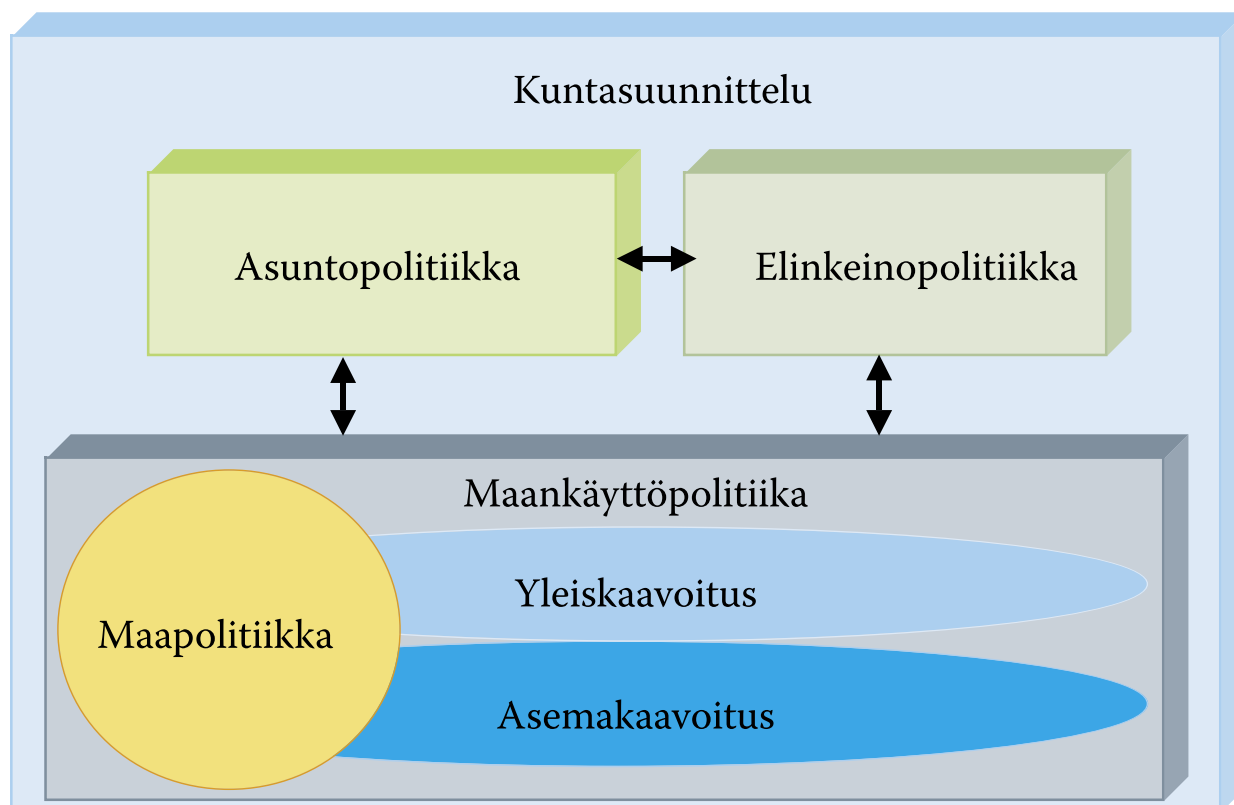 Kuntasuunnittelu
Asuntopolitiikka
Elinkeinopolitiikka
Maankäyttöpolitiika
Yleiskaavoitus
Maapolitiikka
Asemakaavoitus